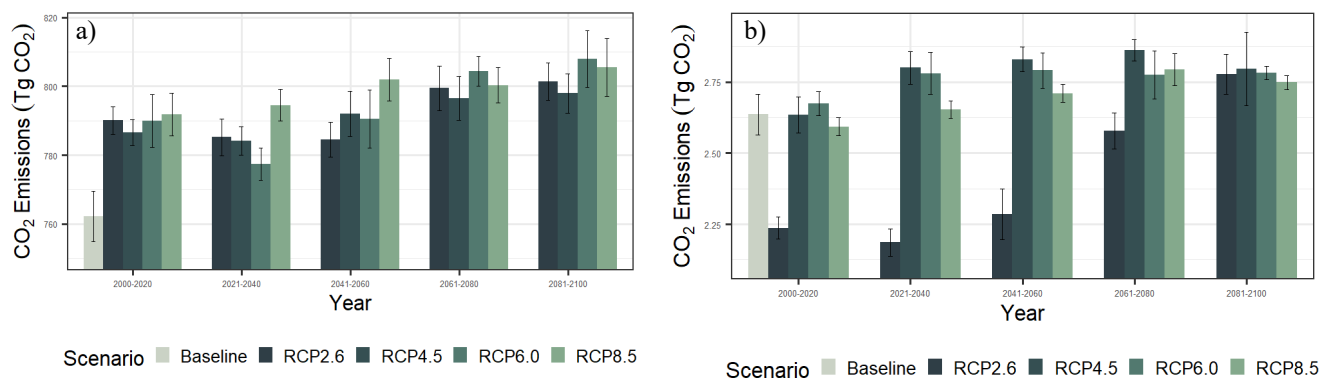 a)
CO₂ Emissions (Tg CO₂)
820
800
780
760
2000-2020 2021-2040 2041-2060 2061-2080 2081-2100
Year
Scenario Baseline RCP2.6 RCP4.5 RCP6.0 RCP8.5
b)
CO₂ Emissions (Tg CO₂)
2.75
2.50
2.25
2000-2020 2021-2040 2041-2060 2061-2080 2081-2100
Year
Scenario Baseline RCP2.6 RCP4.5 RCP6.0 RCP8.5